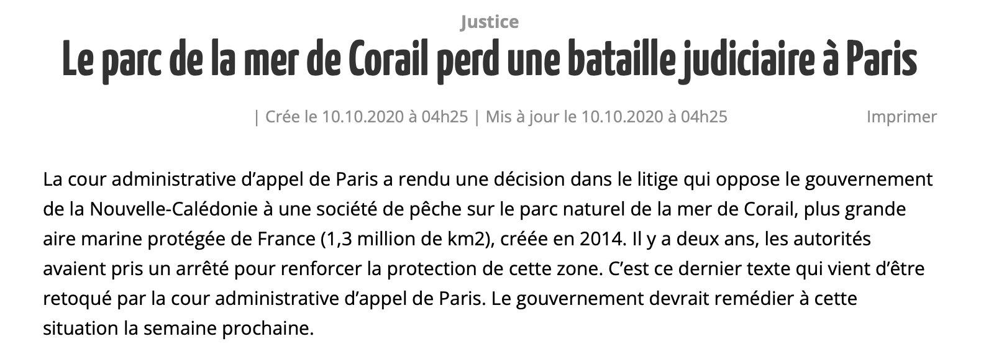 Justice
Le parc de la mer de Corail perd une bataille judiciaire à Paris
| Crée le 10.10.2020 à 04h25 | Mis à jour le 10.10.2020 à 04h25 Imprimer
La cour administrative d’appel de Paris a rendu une décision dans le litige qui oppose le gouvernement
de la Nouvelle-Calédonie à une société de pêche sur le parc naturel de la mer de Corail, plus grande
aire marine protégée de France (1,3 million de km2), créée en 2014. Il y a deux ans, les autorités
avaient pris un arrêté pour renforcer la protection de cette zone. C’est ce dernier texte qui vient d’être
retoqué par la cour administrative d’appel de Paris. Le gouvernement devrait remédier à cette
situation la semaine prochaine.